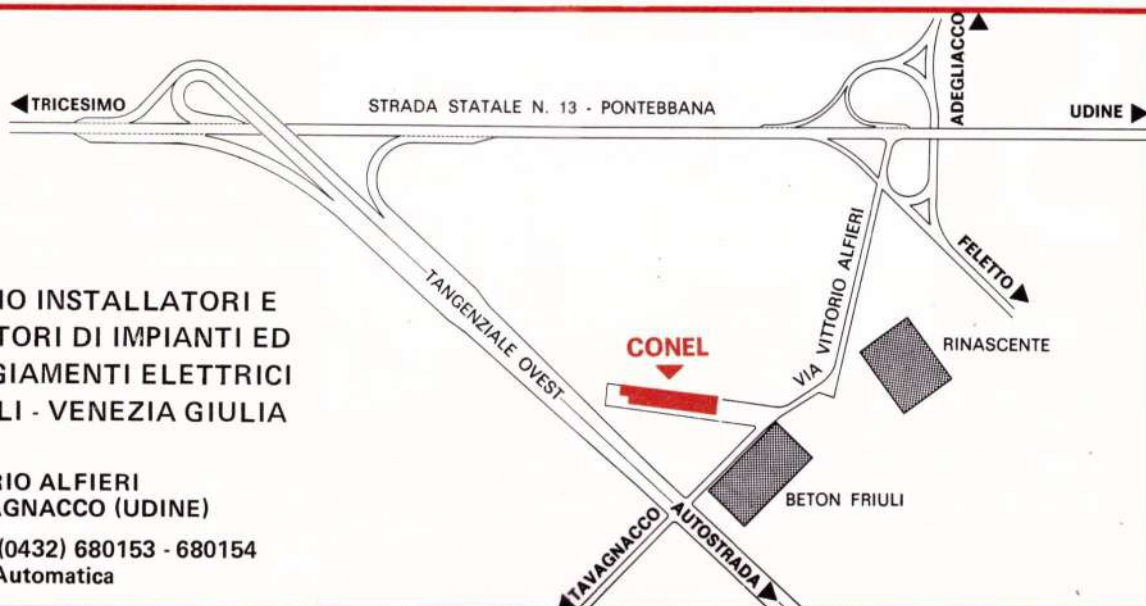 TRICESIMO
STRADA STATALE N. 13 - PONTEBBANA
ADEGLIACCO
UDINE
FELETTO
VIA VITTORIO ALFIERI
TANGENZIALE OVEST
CONEL
RINASCENTE
BETON FRIULI
TAVAGNACCO
AUTOSTRADA
IO INSTALLATORI E
TORI DI IMPIANTI ED
GIAMENTI ELETTRICI
LI - VENEZIA GIULIA
RIO ALFIERI
AGNACCO (UDINE)
(0432) 680153 - 680154
Automatica